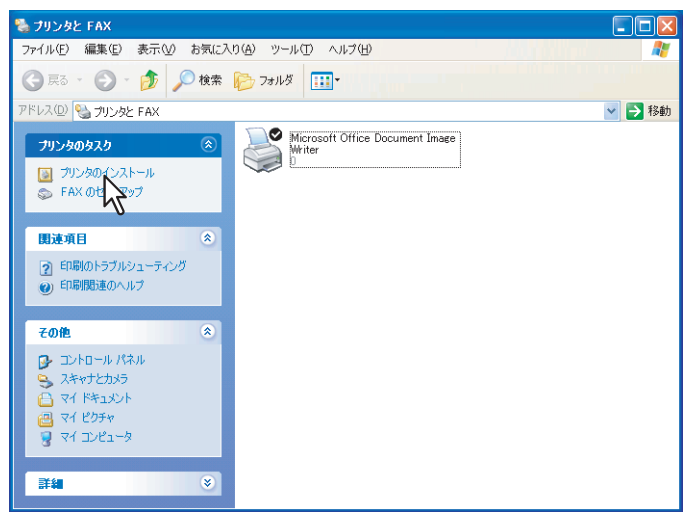 プリンタと FAX
ファイル(F) 編集(E) 表示(V) お気に入り(A) ツール(T) ヘルプ(H)
戻る 検索 フォルダ
アドレス(D) プリンタと FAX 移動
プリンタのタスク
プリンタのインストール
FAX のセ ップ
関連項目
印刷のトラブルシューティング
印刷関連のヘルプ
その他
コントロール パネル
スキャナとカメラ
マイ ドキュメント
マイ ピクチャ
マイ コンピュータ
詳細
Microsoft Office Document Image
Writer
0